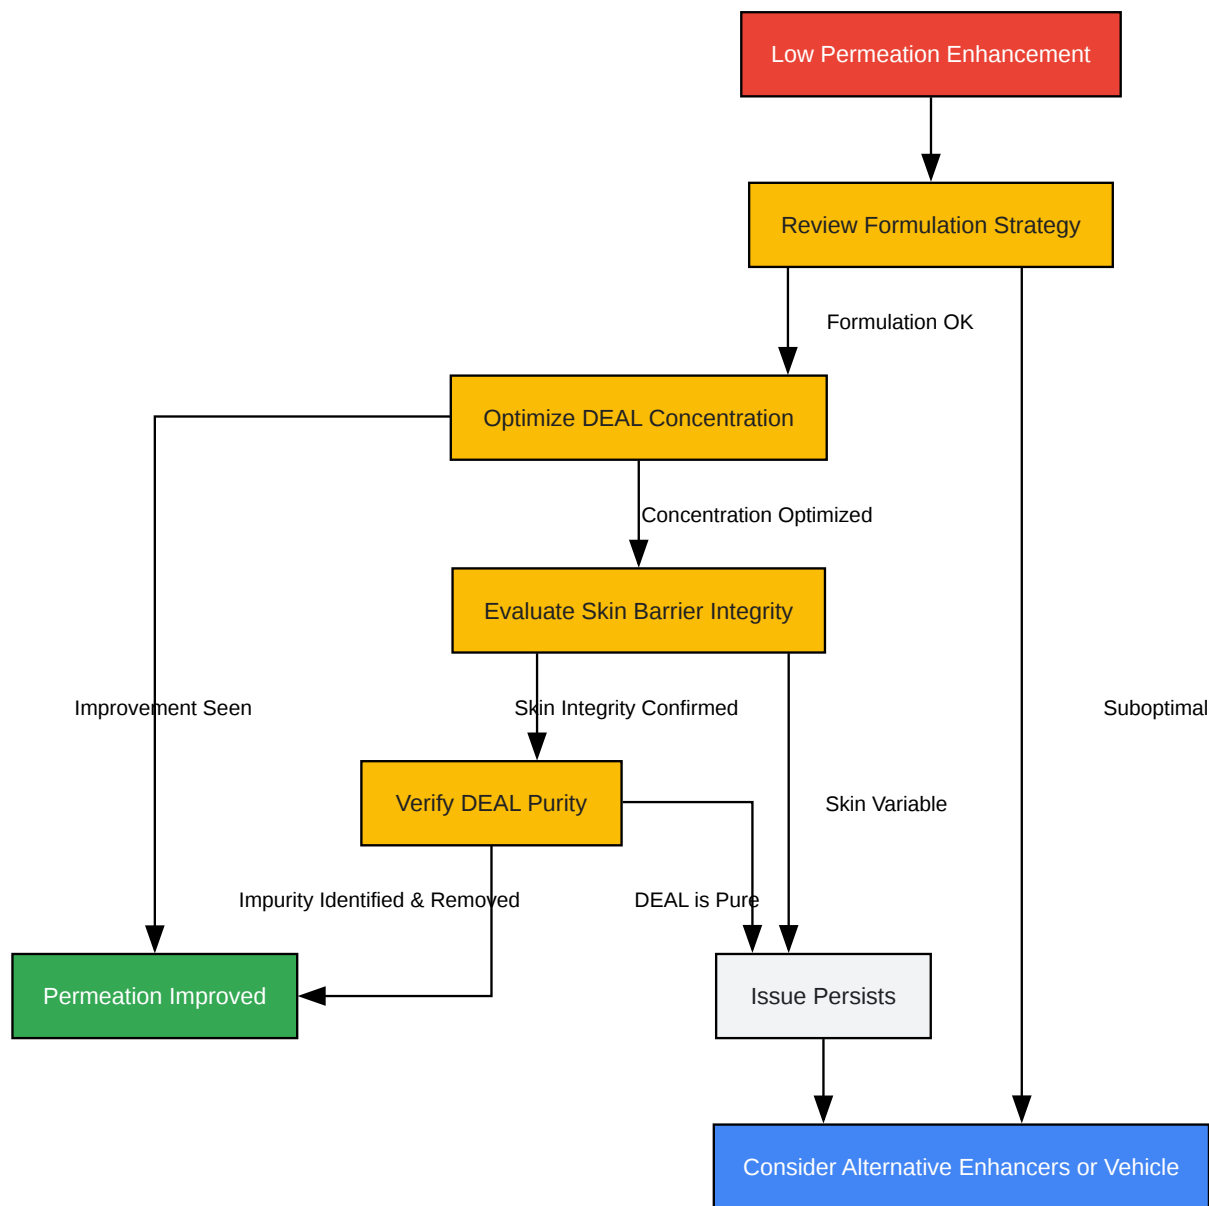 Low Permeation Enhancement
Review Formulation Strategy
Formulation OK
Optimize DEAL Concentration
Concentration Optimized
Evaluate Skin Barrier Integrity
Improvement Seen
Skin Integrity Confirmed
Suboptimal
Verify DEAL Purity
Skin Variable
Impurity Identified & Removed
DEAL is Pure
Permeation Improved
Issue Persists
Consider Alternative Enhancers or Vehicle